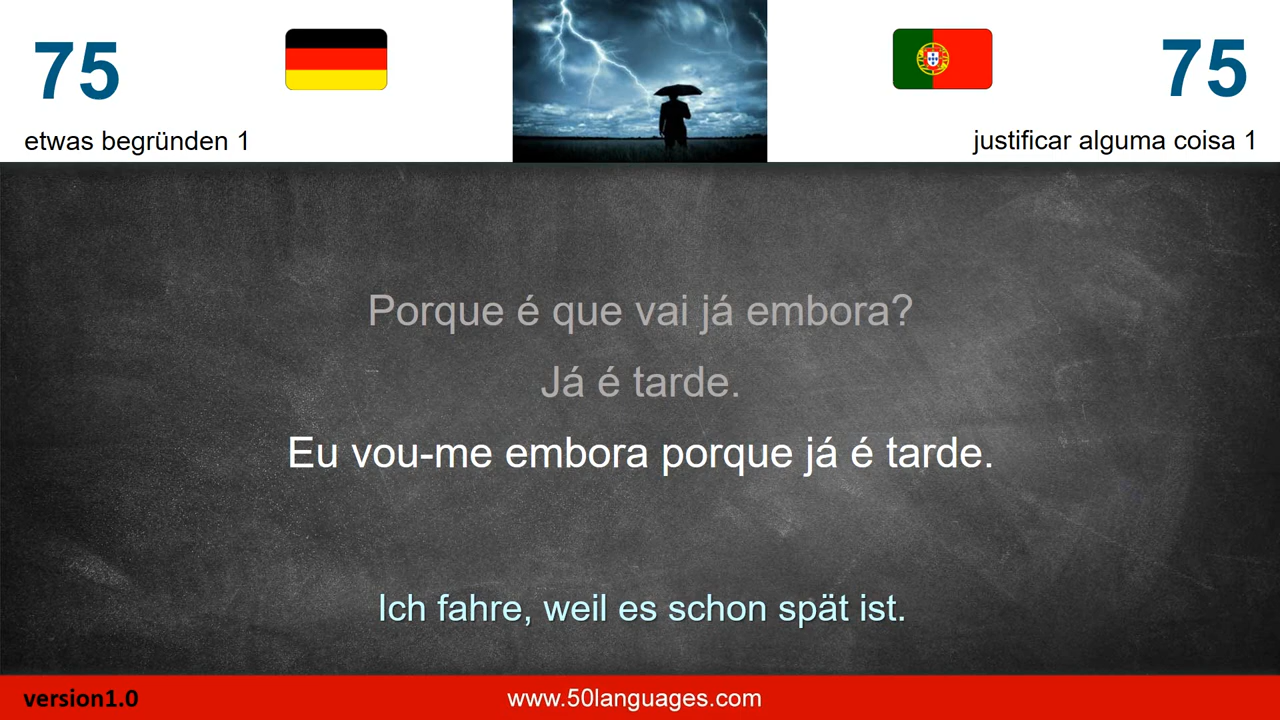 75
75
etwas begründen 1
justificar alguma coisa 1
Porque é que vai já embora?
Já é tarde.
Eu vou-me embora porque já é tarde.
Ich fahre, weil es schon spät ist.
version1.0
www.50languages.com